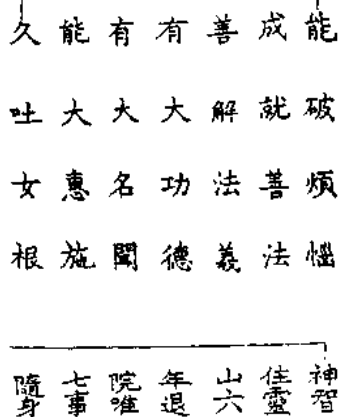 能破煩惱
成就善法
善解法義
有大功德
有大名聞
能大惠施
久吐女根
神智
住靈
山六
年退
院唯
七事
隨身